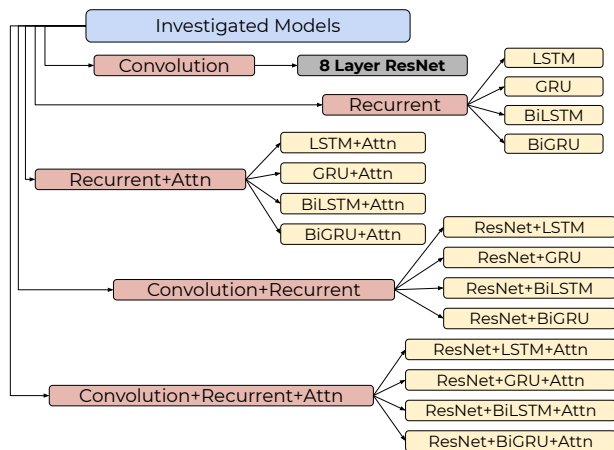 Investigated Models
Convolution
8 Layer ResNet
Recurrent
LSTM
GRU
BiLSTM
BiGRU
Recurrent+Attn
LSTM+Attn
GRU+Attn
BiLSTM+Attn
BiGRU+Attn
Convolution+Recurrent
ResNet+LSTM
ResNet+GRU
ResNet+BiLSTM
ResNet+BiGRU
Convolution+Recurrent+Attn
ResNet+LSTM+Attn
ResNet+GRU+Attn
ResNet+BiLSTM+Attn
ResNet+BiGRU+Attn